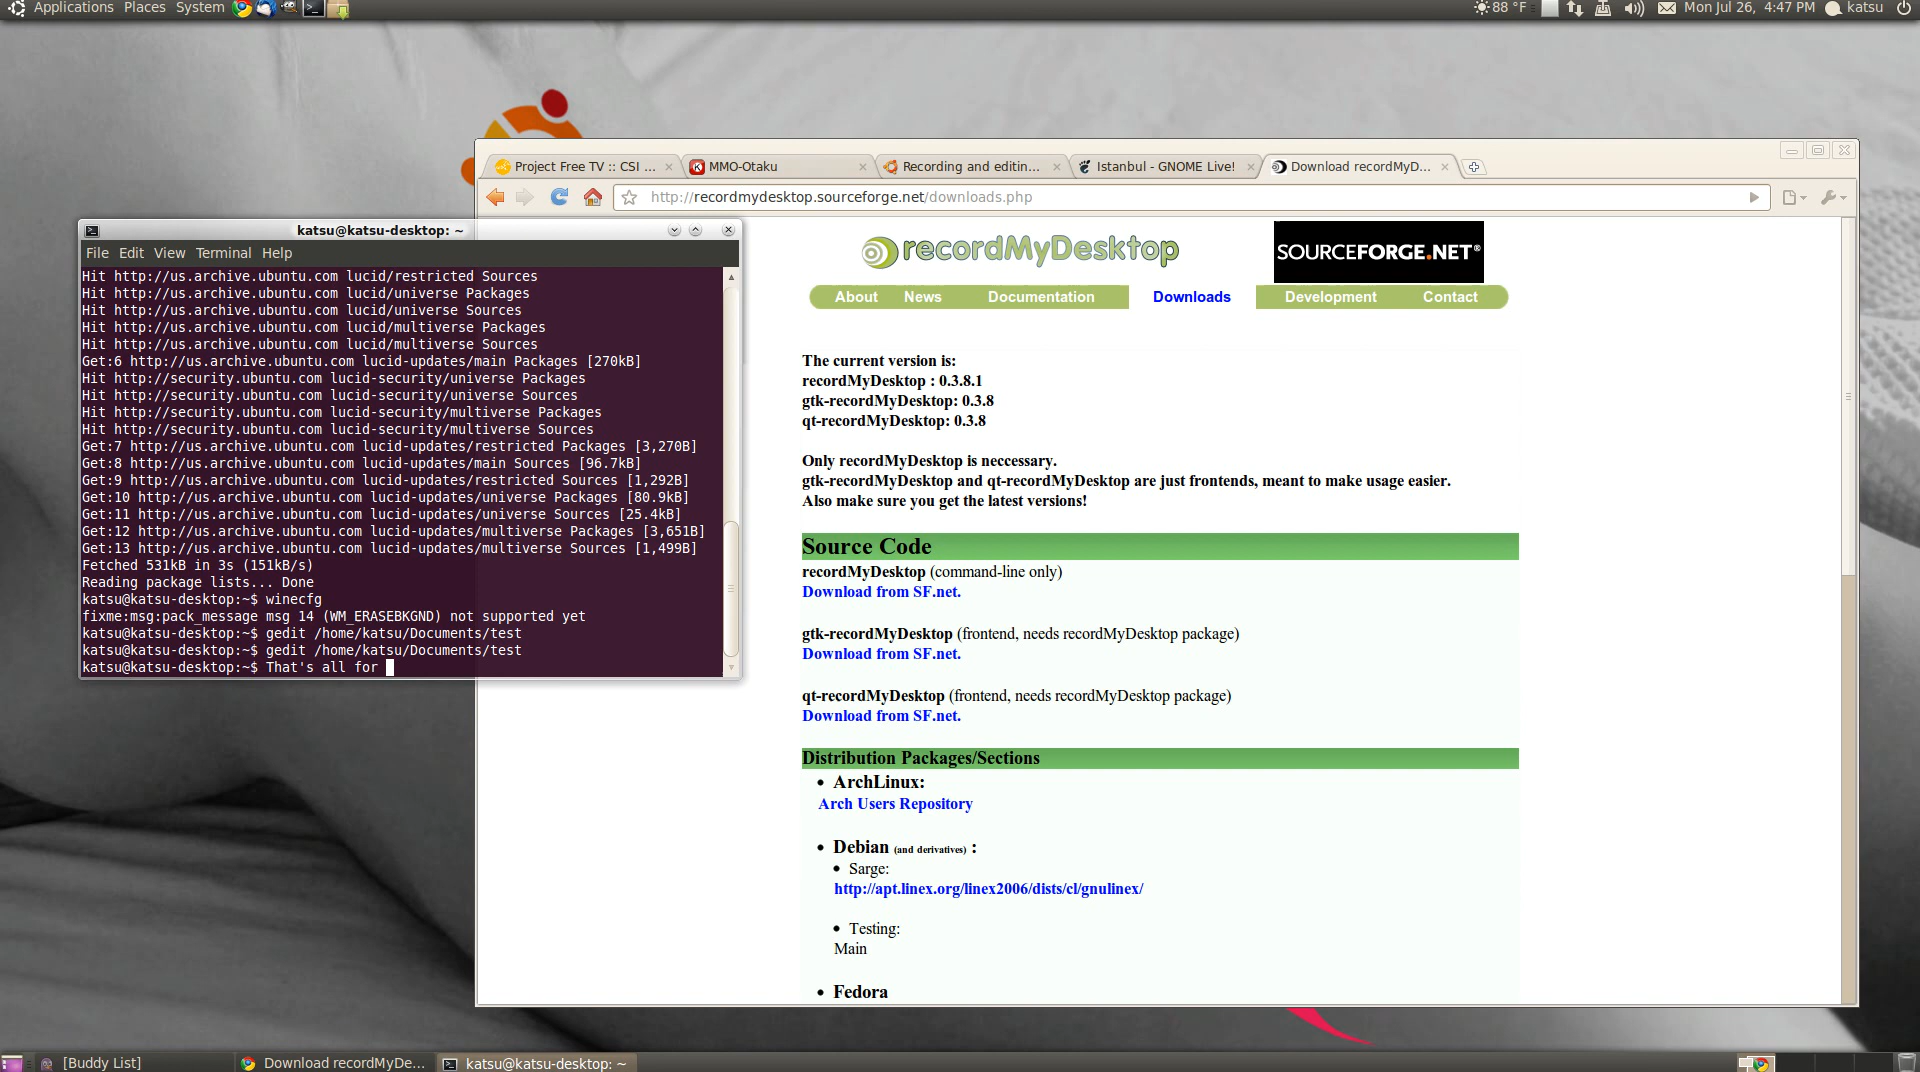 Applications Places System
88 °F Mon Jul 26, 4:47 PM katsu
Project Free TV :: CSI ... MMO-Otaku Recording and editin... Istanbul - GNOME Live! Download recordMyD...
http://recordmydesktop.sourceforge.net/downloads.php
katsu@katsu-desktop: ~
File Edit View Terminal Help
Hit http://us.archive.ubuntu.com lucid/restricted Sources
Hit http://us.archive.ubuntu.com lucid/universe Packages
Hit http://us.archive.ubuntu.com lucid/universe Sources
Hit http://us.archive.ubuntu.com lucid/multiverse Packages
Hit http://us.archive.ubuntu.com lucid/multiverse Sources
Get:6 http://us.archive.ubuntu.com lucid-updates/main Packages [270kB]
Hit http://security.ubuntu.com lucid-security/universe Packages
Hit http://security.ubuntu.com lucid-security/universe Sources
Hit http://security.ubuntu.com lucid-security/multiverse Packages
Hit http://security.ubuntu.com lucid-security/multiverse Sources
Get:7 http://us.archive.ubuntu.com lucid-updates/restricted Packages [3,270B]
Get:8 http://us.archive.ubuntu.com lucid-updates/main Sources [96.7kB]
Get:9 http://us.archive.ubuntu.com lucid-updates/restricted Sources [1,292B]
Get:10 http://us.archive.ubuntu.com lucid-updates/universe Packages [80.9kB]
Get:11 http://us.archive.ubuntu.com lucid-updates/universe Sources [25.4kB]
Get:12 http://us.archive.ubuntu.com lucid-updates/multiverse Packages [3,651B]
Get:13 http://us.archive.ubuntu.com lucid-updates/multiverse Sources [1,499B]
Fetched 531kB in 3s (151kB/s)
Reading package lists... Done
katsu@katsu-desktop:~$ winecfg
fixme:msg:pack_message msg 14 (WM_ERASEBKGND) not supported yet
katsu@katsu-desktop:~$ gedit /home/katsu/Documents/test
katsu@katsu-desktop:~$ gedit /home/katsu/Documents/test
katsu@katsu-desktop:~$ That's all for
recordMyDesktop
SOURCEFORGE.NET®
About News Documentation Downloads Development Contact
The current version is:
recordMyDesktop : 0.3.8.1
gtk-recordMyDesktop: 0.3.8
qt-recordMyDesktop: 0.3.8
Only recordMyDesktop is neccessary.
gtk-recordMyDesktop and qt-recordMyDesktop are just frontends, meant to make usage easier.
Also make sure you get the latest versions!
Source Code
recordMyDesktop (command-line only)
Download from SF.net.
gtk-recordMyDesktop (frontend, needs recordMyDesktop package)
Download from SF.net.
qt-recordMyDesktop (frontend, needs recordMyDesktop package)
Download from SF.net.
Distribution Packages/Sections
• ArchLinux:
Arch Users Repository
• Debian (and derivatives) :
• Sarge:
http://apt.linex.org/linex2006/dists/cl/gnulinex/
• Testing:
Main
• Fedora
[Buddy List] Download recordMyDe... katsu@katsu-desktop: ~